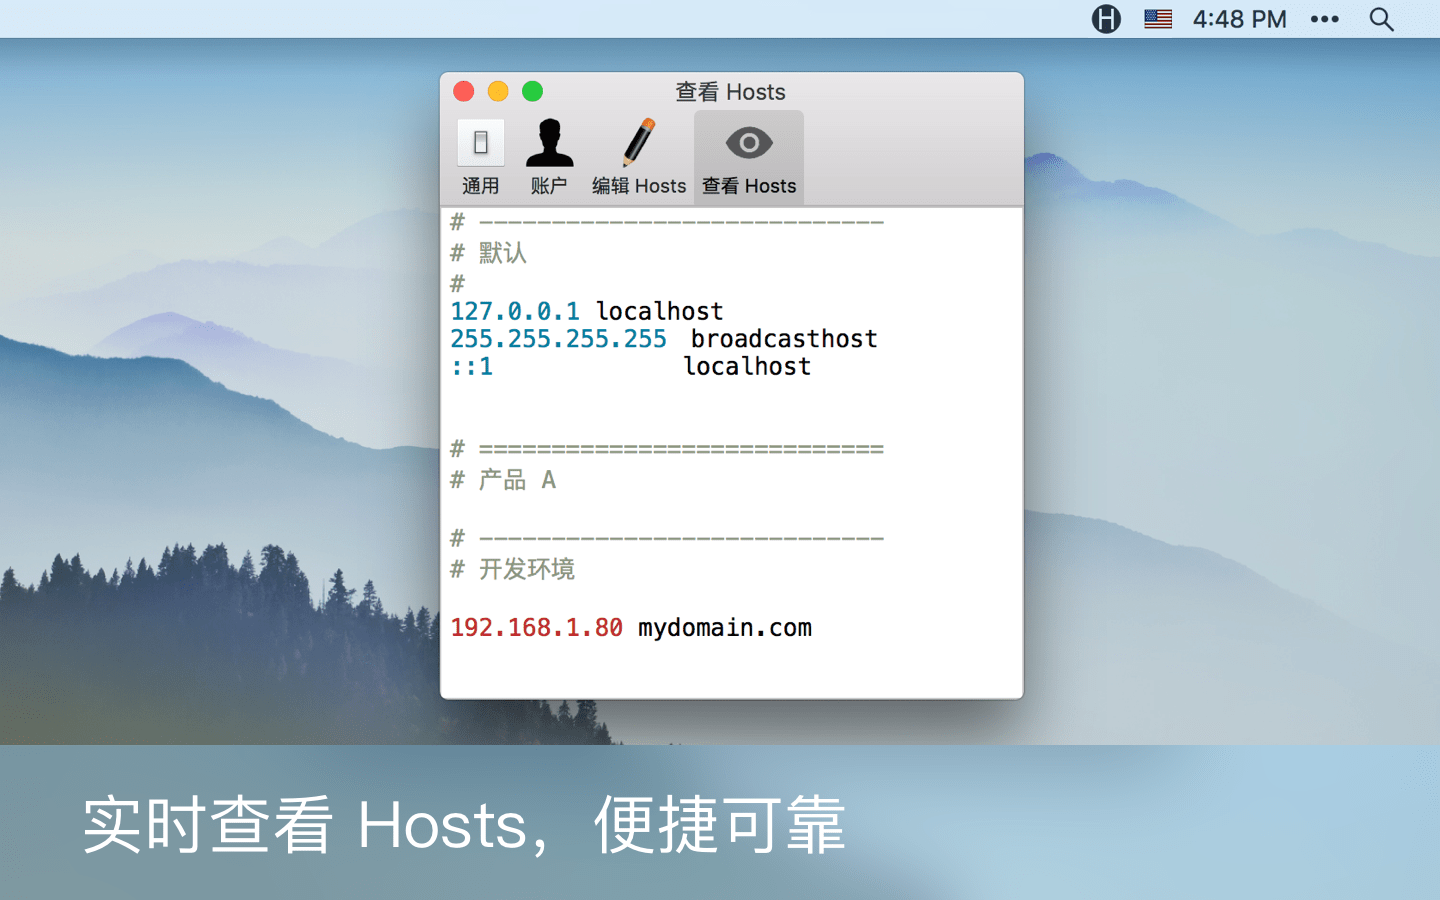 H 4:48 PM •••
查看 Hosts
通用 账户 编辑 Hosts 查看 Hosts
# ----------------------------
# 默认
#
127.0.0.1 localhost
255.255.255.255 broadcasthost
::1 localhost
# ============================
# 产品 A
# ----------------------------
# 开发环境
192.168.1.80 mydomain.com
实时查看 Hosts，便捷可靠